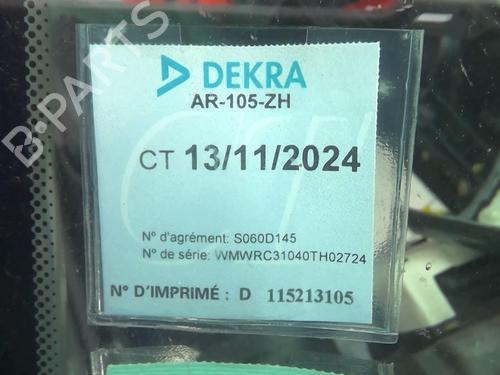 DEKRA
AR-105-ZH
CT 13/11/2024
N° d'agrément: S060D145
N° de série: WMWRC31040TH02724
N° D'IMPRIMÉ : D 115213105
B-PARTS